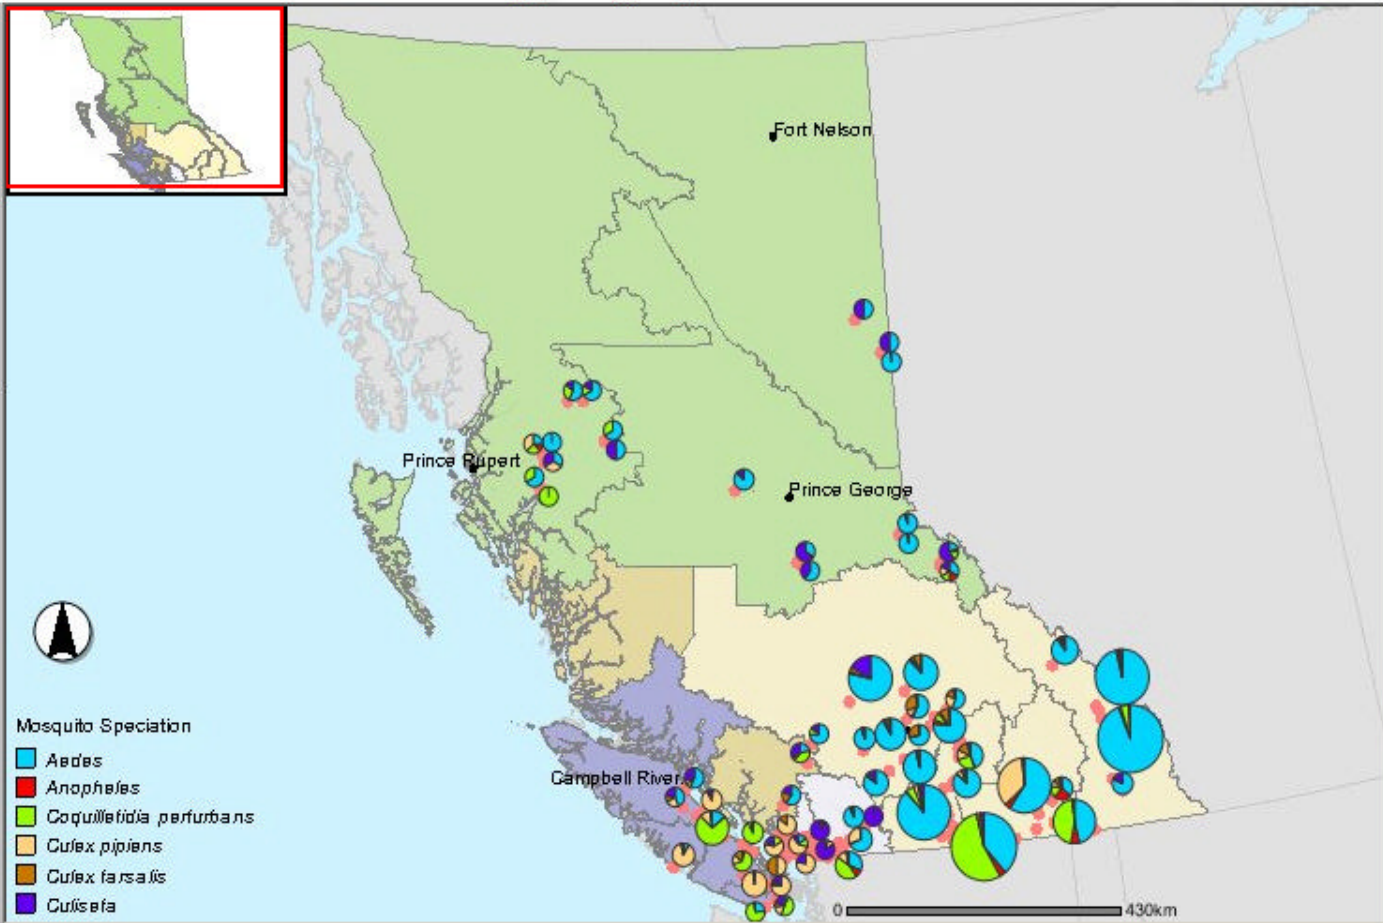 Fort Nelson
Prince Rupert
Prince George
Campbell River
Mosquito Speciation
Aedes
Anopheles
Coquilletidia perturbans
Culex pipiens
Culex tarsalis
Culiseta
0 430km